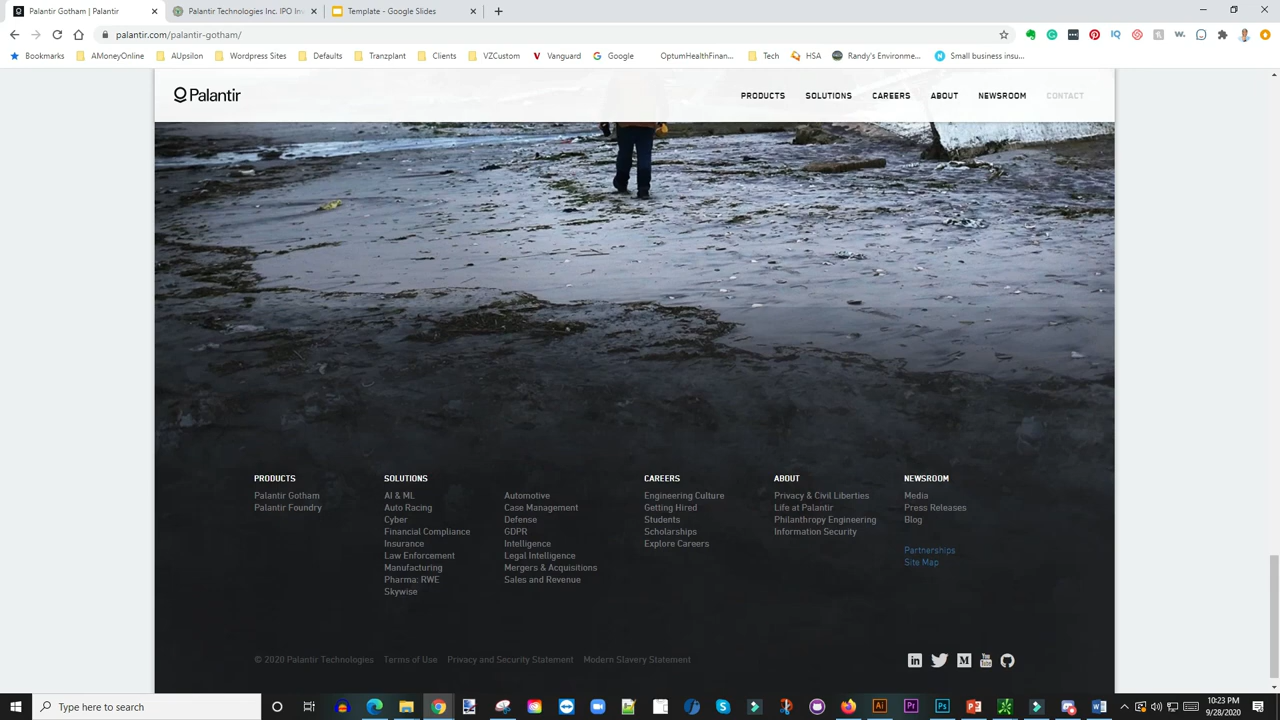 Palantir Gotham | Palantir
Palantir Technologies Inc. IPO Inv
Template - Google Slides
palantir.com/palantir-gotham/
Bookmarks AMoneyOnline AUpsilon Wordpress Sites Defaults Tranzplant Clients VZCustom Vanguard Google OptumHealthFinan... Tech HSA Randy's Environme... Small business insu...
Palantir
PRODUCTS SOLUTIONS CAREERS ABOUT NEWSROOM CONTACT
PRODUCTS
Palantir Gotham
Palantir Foundry
SOLUTIONS
AI & ML
Auto Racing
Cyber
Financial Compliance
Insurance
Law Enforcement
Manufacturing
Pharma: RWE
Skywise
Automotive
Case Management
Defense
GDPR
Intelligence
Legal Intelligence
Mergers & Acquisitions
Sales and Revenue
CAREERS
Engineering Culture
Getting Hired
Students
Scholarships
Explore Careers
ABOUT
Privacy & Civil Liberties
Life at Palantir
Philanthropy Engineering
Information Security
NEWSROOM
Media
Press Releases
Blog
Partnerships
Site Map
© 2020 Palantir Technologies Terms of Use Privacy and Security Statement Modern Slavery Statement
Type here to search
10:23 PM
9/28/2020